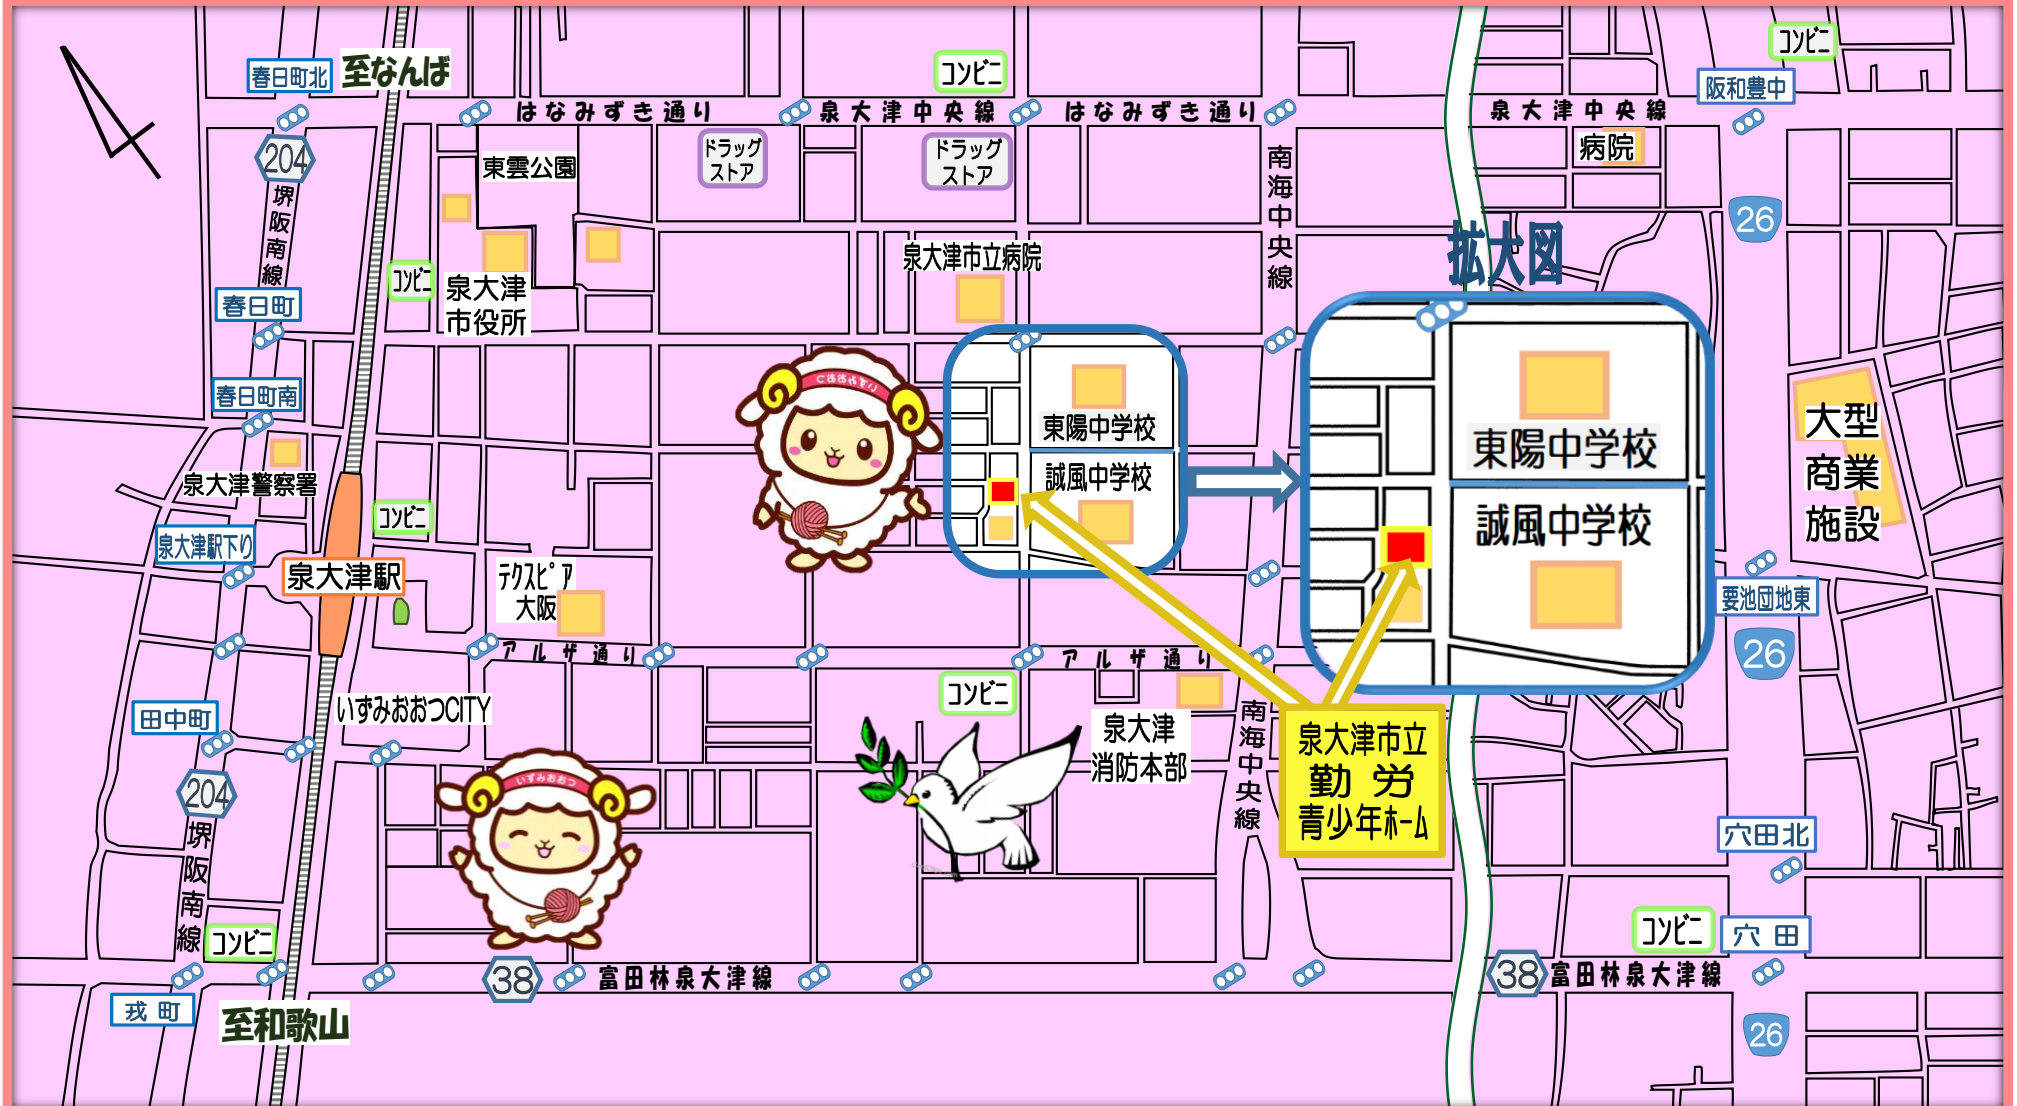 春日町北
至なんば
コンビニ
コンビニ
阪和豊中
はなみずき通り
泉大津中央線
はなみずき通り
泉大津中央線
204
堺阪南線
東雲公園
ドラッグ
ストア
ドラッグ
ストア
南海中央線
病院
26
拡大図
春日町
コンビニ
泉大津
市役所
泉大津市立病院
春日町南
いずみおおつ
東陽中学校
誠風中学校
東陽中学校
誠風中学校
大型
商業
施設
泉大津警察署
コンビニ
泉大津駅下り
泉大津駅
テクスピア
大阪
要池団地東
26
アルザ通り
アルザ通り
コンビニ
田中町
いずみおおつCITY
泉大津
消防本部
南海中央線
泉大津市立
勤労
青少年ホーム
204
堺阪南線
いずみおおつ
穴田北
コンビニ
コンビニ
穴田
38
富田林泉大津線
38
富田林泉大津線
戎町
至和歌山
26